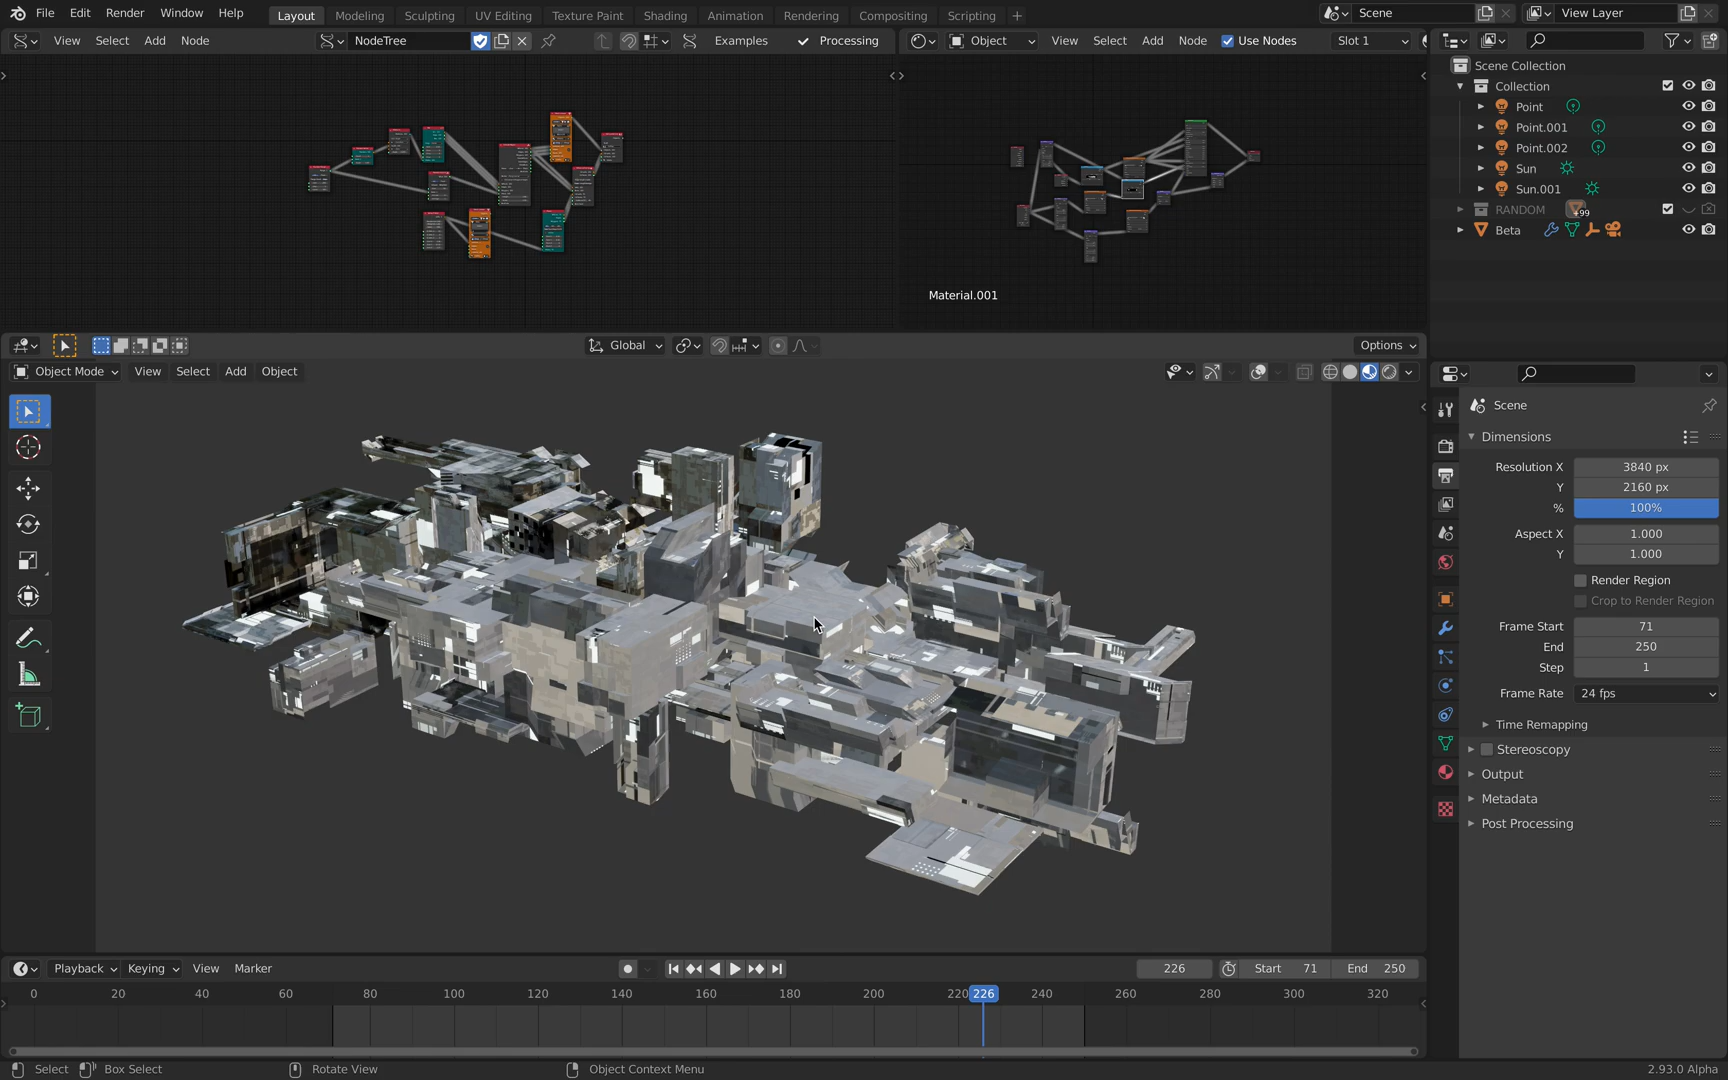 File Edit Render Window Help
Layout Modeling Sculpting UV Editing Texture Paint Shading Animation Rendering Compositing Scripting +
Scene
View Layer
View Select Add Node
NodeTree
Examples
Processing
Object
View Select Add Node
Use Nodes
Slot 1
Scene Collection
Collection
Point
Point.001
Point.002
Sun
Sun.001
RANDOM
+99
Beta
Material.001
Global
Options
Object Mode
View Select Add Object
Scene
Dimensions
Resolution X 3840 px
Y 2160 px
% 100%
Aspect X 1.000
Y 1.000
Render Region
Crop to Render Region
Frame Start 71
End 250
Step 1
Frame Rate 24 fps
Time Remapping
Stereoscopy
Output
Metadata
Post Processing
Playback Keying View Marker
226
Start 71
End 250
0 20 40 60 80 100 120 140 160 180 200 220 226 240 260 280 300 320
Select
Box Select
Rotate View
Object Context Menu
2.93.0 Alpha